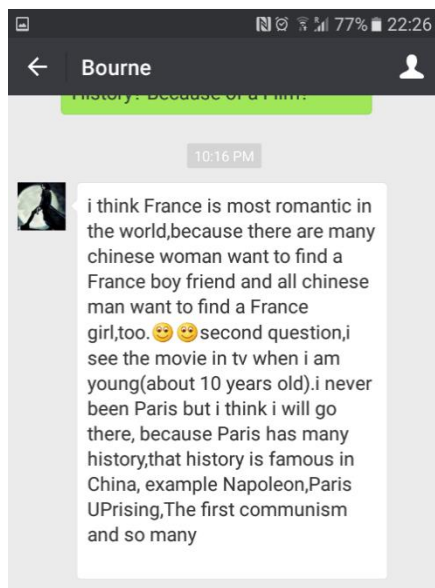 77% 22:26
Bourne
History? Because of a Film?
10:16 PM
i think France is most romantic in
the world,because there are many
chinese woman want to find a
France boy friend and all chinese
man want to find a France
girl,too.😊😊second question,i
see the movie in tv when i am
young(about 10 years old).i never
been Paris but i think i will go
there, because Paris has many
history,that history is famous in
China, example Napoleon,Paris
UPrising,The first communism
and so many